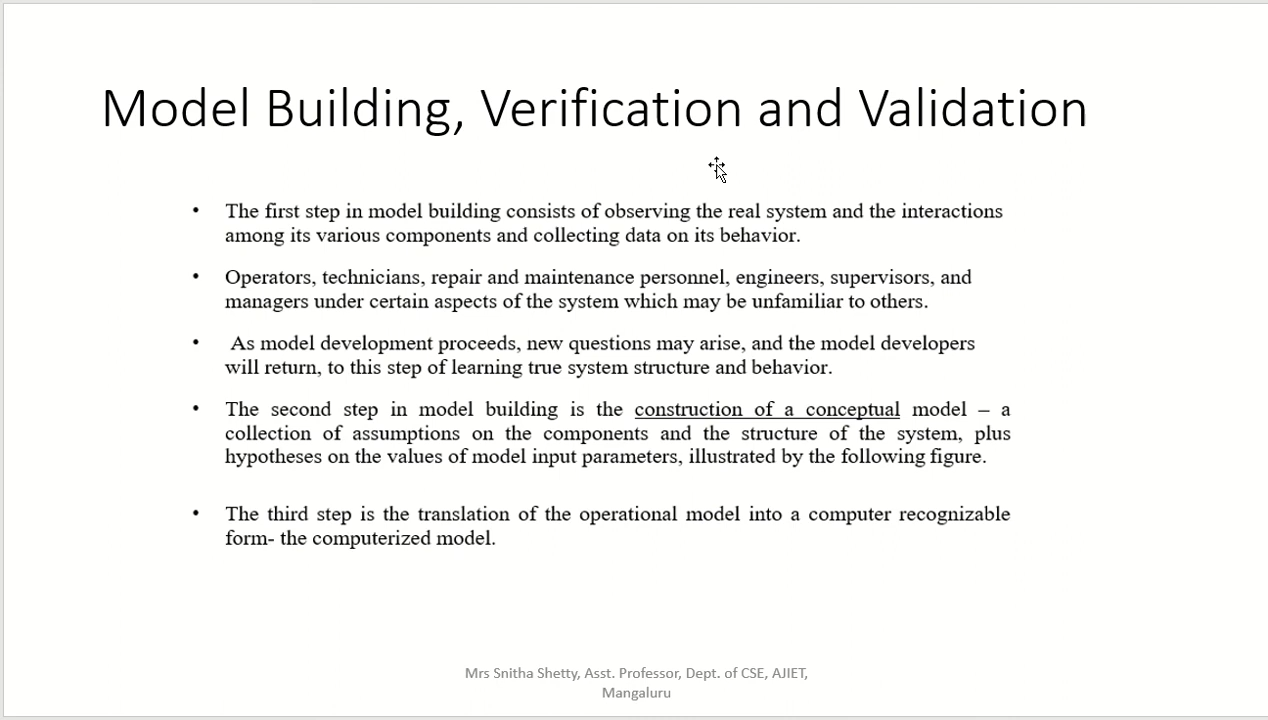 Model Building, Verification and Validation
• The first step in model building consists of observing the real system and the interactions
among its various components and collecting data on its behavior.
• Operators, technicians, repair and maintenance personnel, engineers, supervisors, and
managers under certain aspects of the system which may be unfamiliar to others.
• As model development proceeds, new questions may arise, and the model developers
will return, to this step of learning true system structure and behavior.
• The second step in model building is the construction of a conceptual model – a
collection of assumptions on the components and the structure of the system, plus
hypotheses on the values of model input parameters, illustrated by the following figure.
• The third step is the translation of the operational model into a computer recognizable
form- the computerized model.
Mrs Snitha Shetty, Asst. Professor, Dept. of CSE, AJIET,
Mangaluru